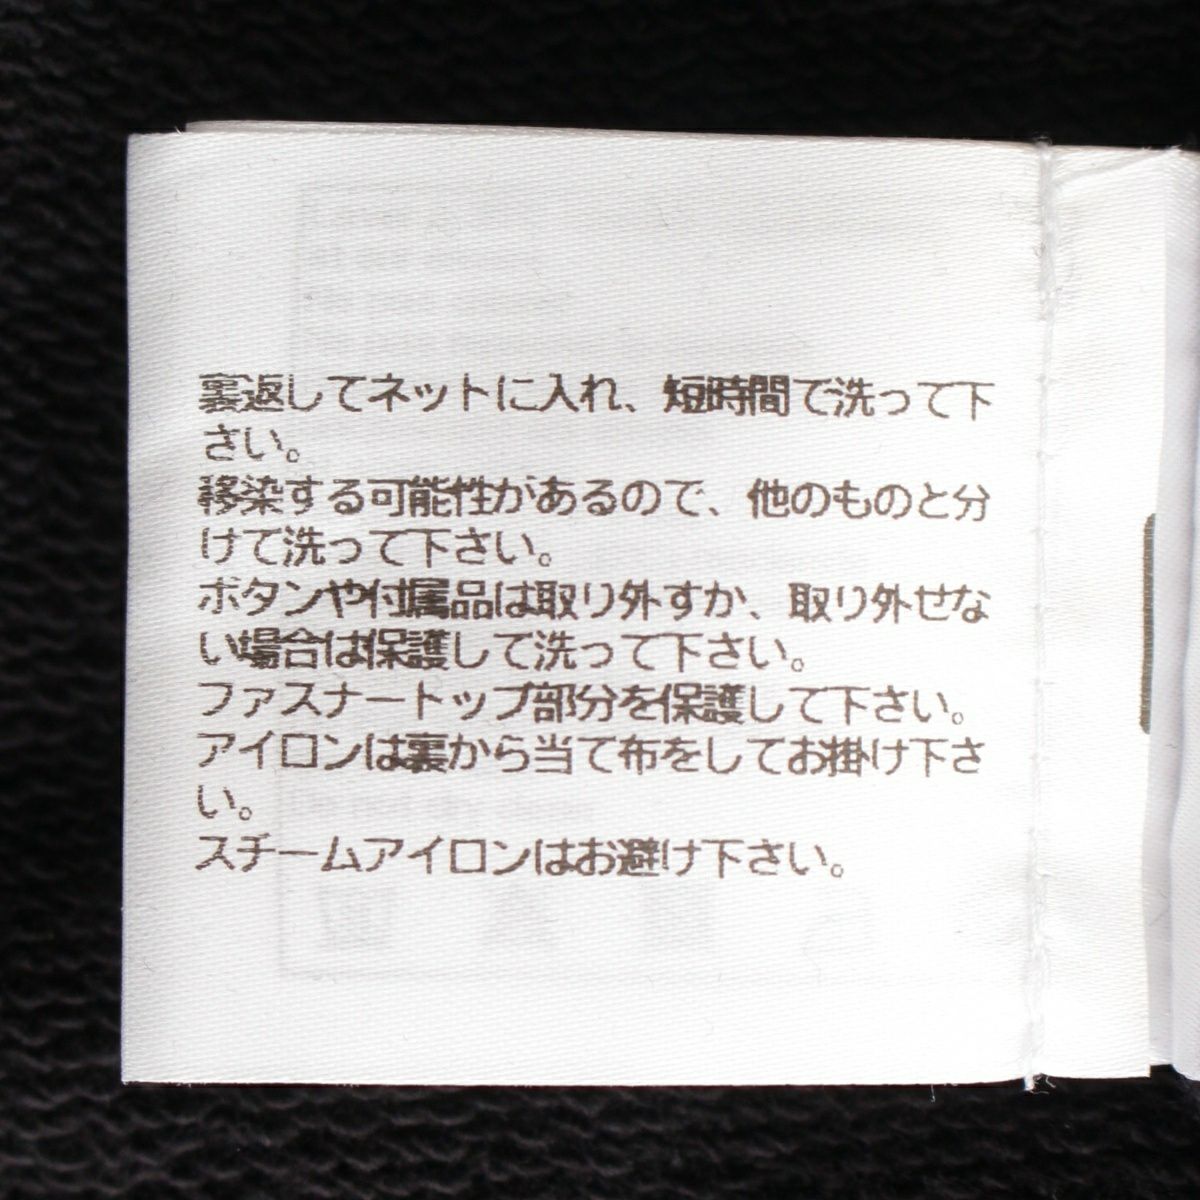 裏返してネットに入れ、短時間で洗って下
さい。
移染する可能性があるので、他のものと分
けて洗って下さい。
ボタンや付属品は取り外すか、取り外せな
い場合は保護して洗って下さい。
ファスナートップ部分を保護して下さい。
アイロンは裏から当て布をしてお掛け下さ
い。
スチームアイロンはお避け下さい。